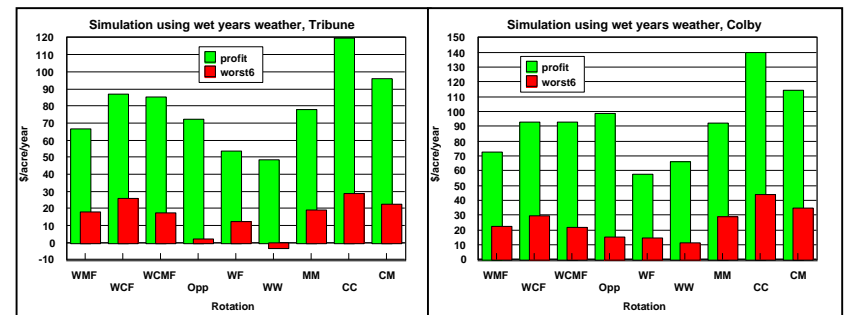 Simulation using wet years weather, Tribune
120
110
100
90
80
70
60
50
40
30
20
10
0
-10
$/acre/year
profit
worst6
WMF WCMF WF MM CM
WCF Opp WW CC
Rotation
Simulation using wet years weather, Colby
150
140
130
120
110
100
90
80
70
60
50
40
30
20
10
0
$/acre/year
profit
worst6
WMF WCMF WF MM CM
WCF Opp WW CC
Rotation